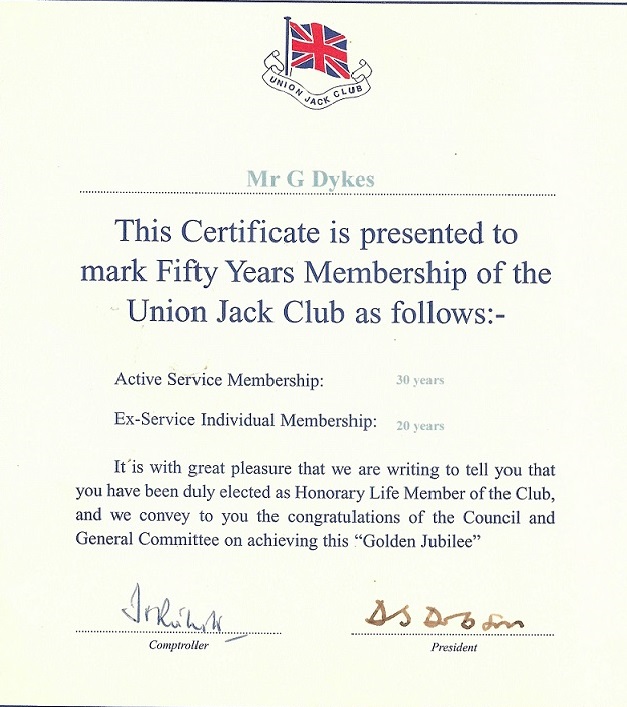 UNION JACK CLUB
Mr G Dykes
This Certificate is presented to
mark Fifty Years Membership of the
Union Jack Club as follows:-
Active Service Membership: 30 years
Ex-Service Individual Membership: 20 years
It is with great pleasure that we are writing to tell you that
you have been duly elected as Honorary Life Member of the Club,
and we convey to you the congratulations of the Council and
General Committee on achieving this “Golden Jubilee”
Comptroller
President